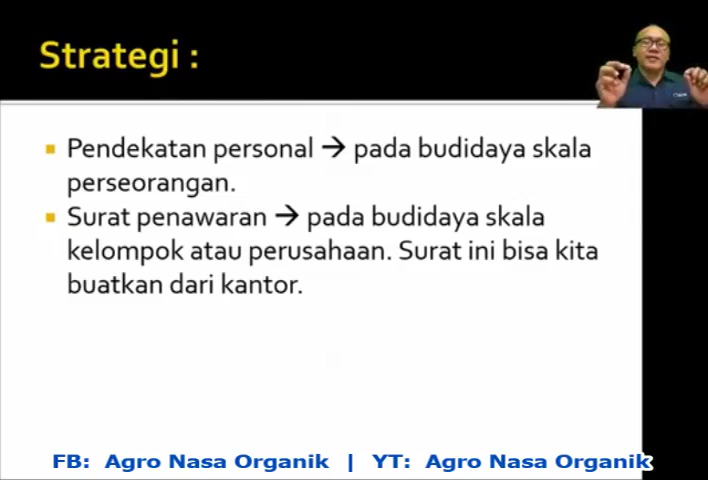 Strategi :
Pendekatan personal → pada budidaya skala
perseorangan.
Surat penawaran → pada budidaya skala
kelompok atau perusahaan. Surat ini bisa kita
buatkan dari kantor.
FB: Agro Nasa Organik | YT: Agro Nasa Organik